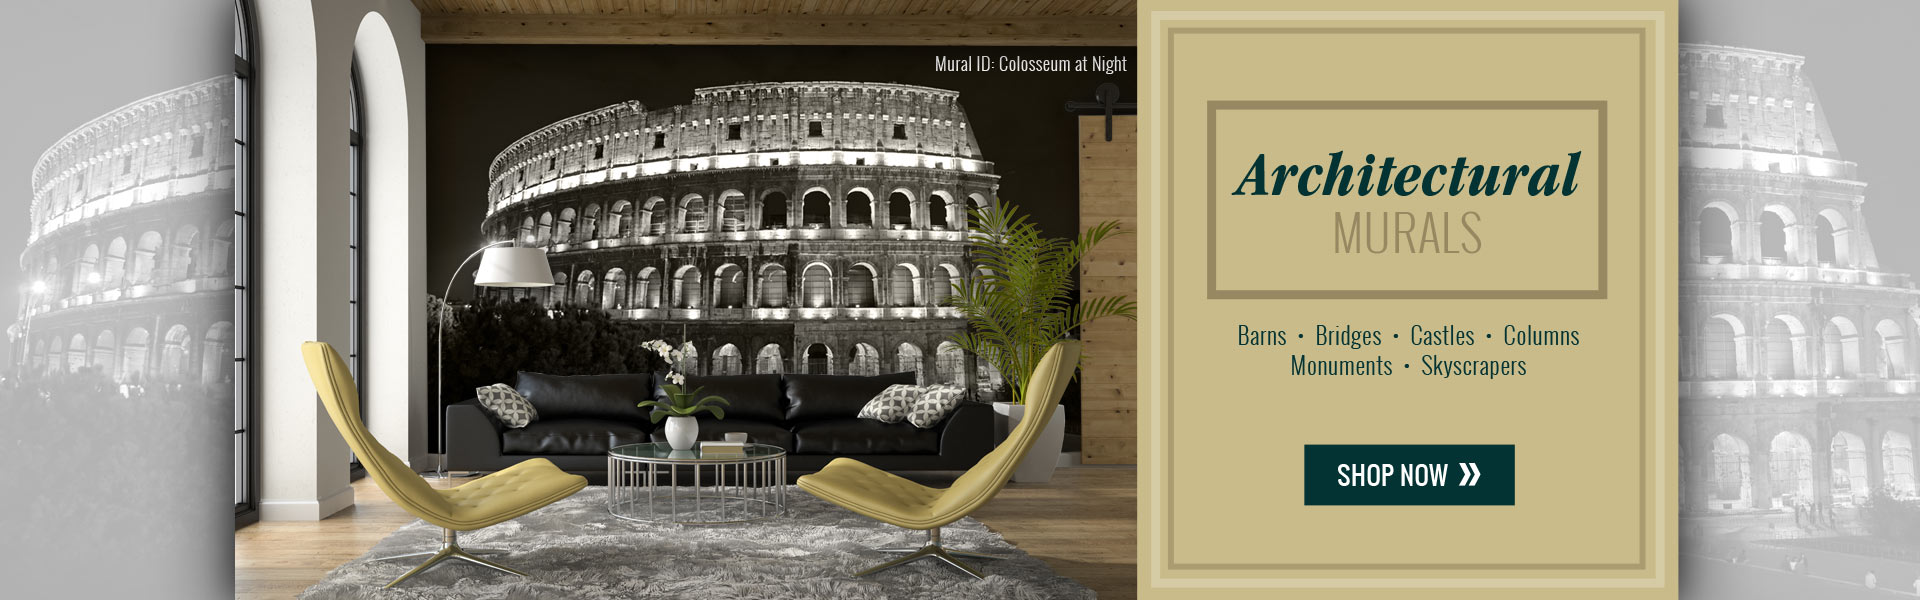 Mural ID: Colosseum at Night
Architectural
MURALS
Barns • Bridges • Castles • Columns
Monuments • Skyscrapers
SHOP NOW »